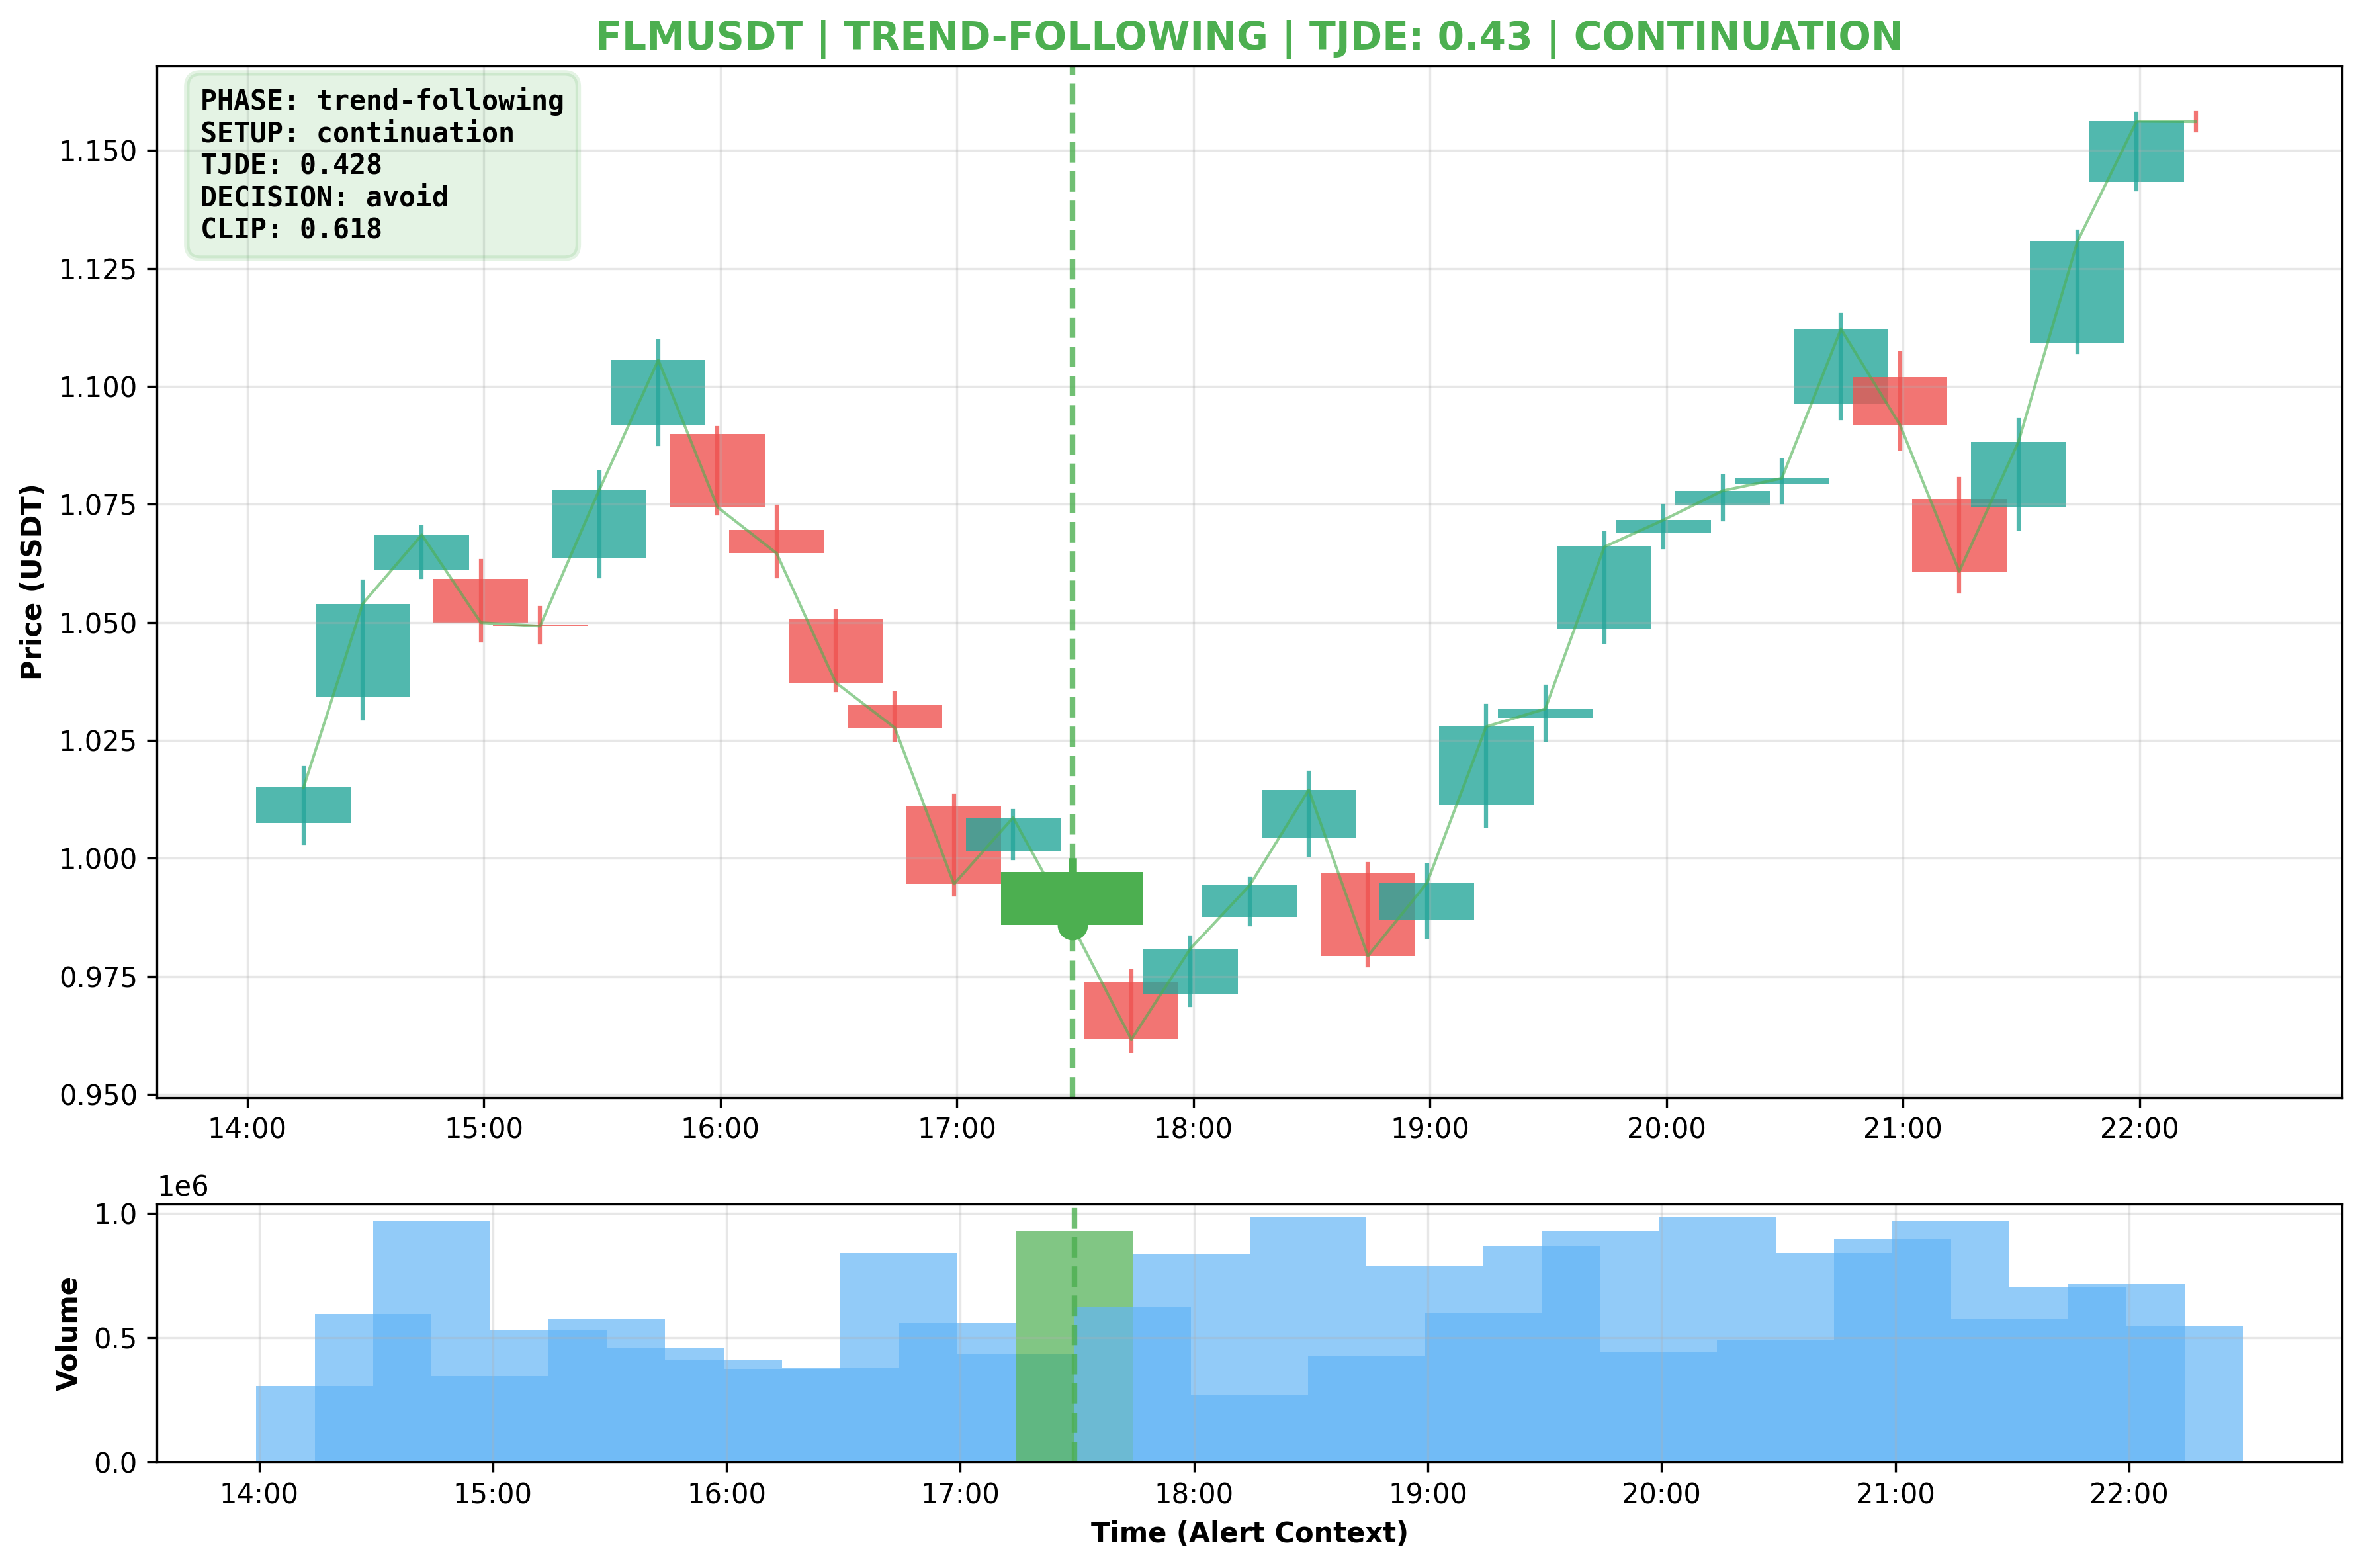 FLMUSDT | TREND-FOLLOWING | TJDE: 0.43 | CONTINUATION
PHASE: trend-following
SETUP: continuation
TJDE: 0.428
DECISION: avoid
CLIP: 0.618
Price (USDT)
1.150
1.125
1.100
1.075
1.050
1.025
1.000
0.975
0.950
14:00 15:00 16:00 17:00 18:00 19:00 20:00 21:00 22:00
1e6
Volume
1.0
0.5
0.0
14:00 15:00 16:00 17:00 18:00 19:00 20:00 21:00 22:00
Time (Alert Context)